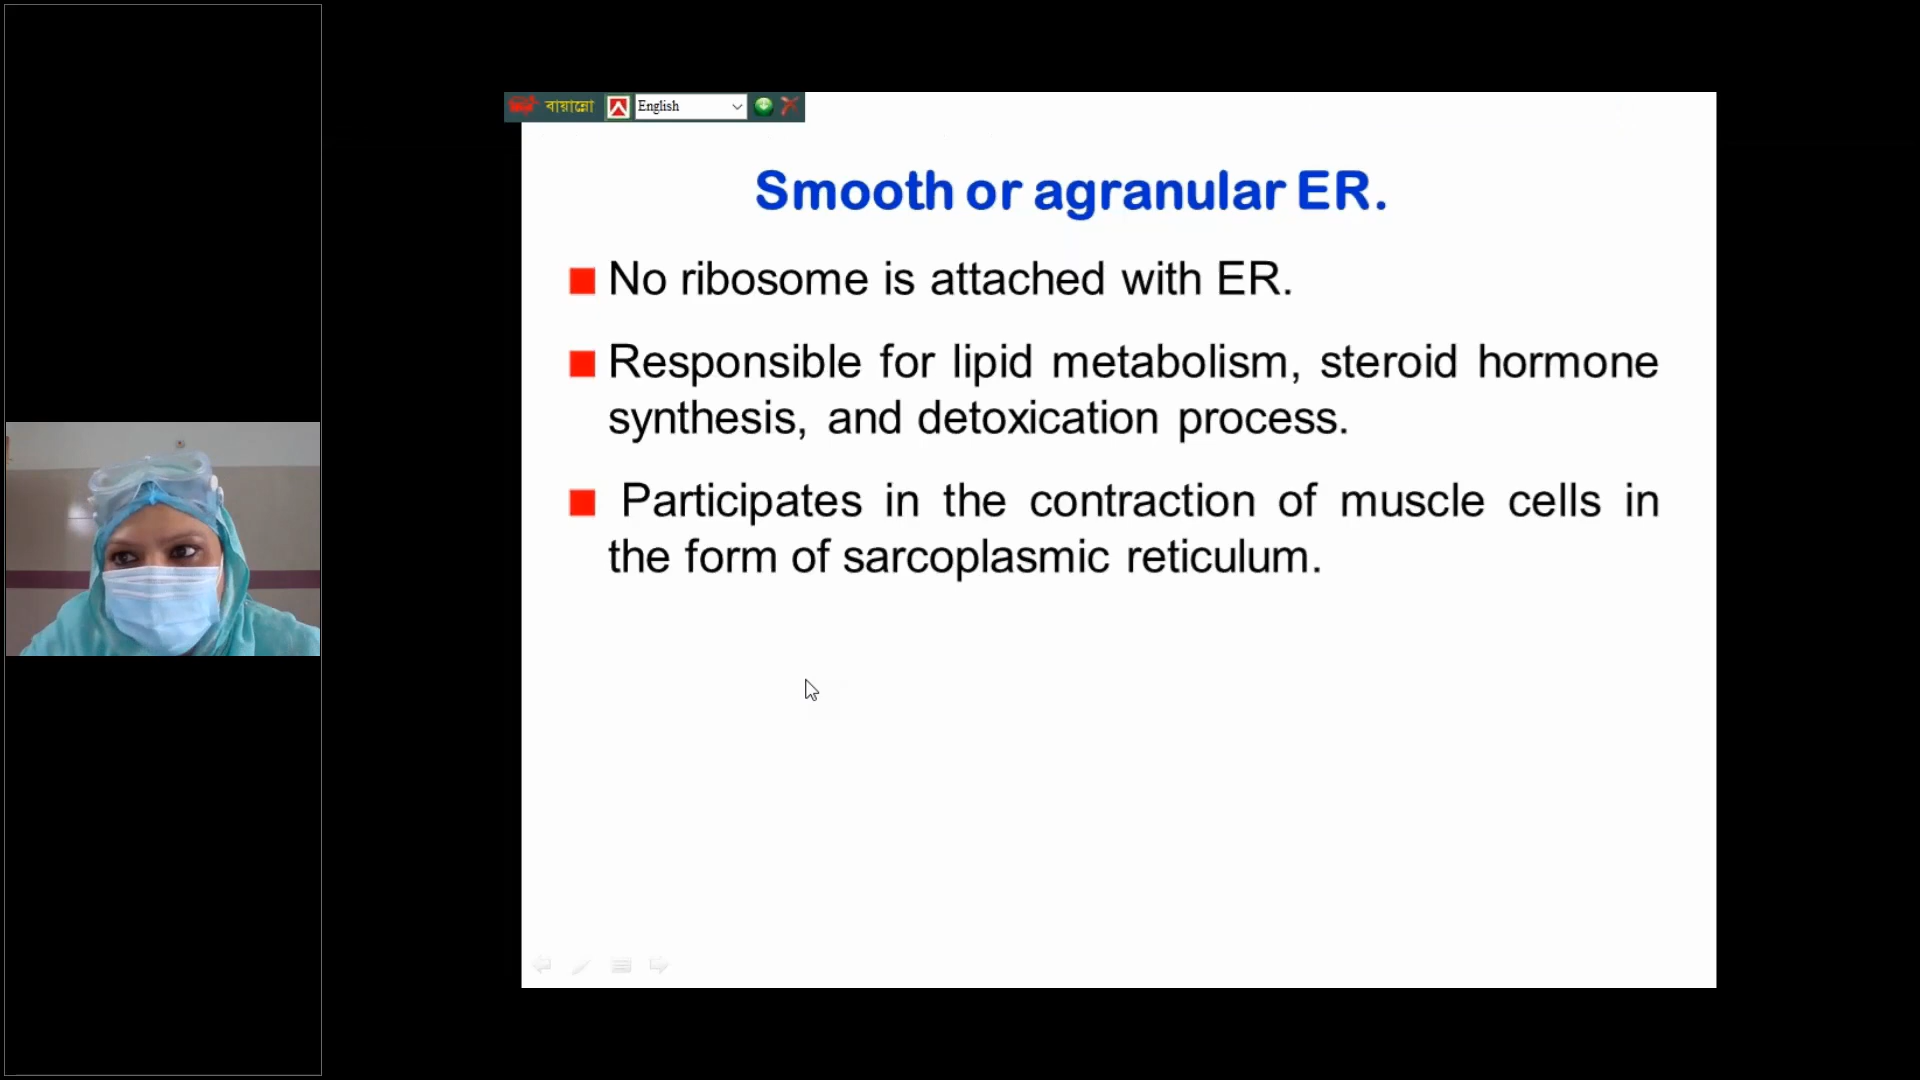 বায়ান্নো English
Smooth or agranular ER.
No ribosome is attached with ER.
Responsible for lipid metabolism, steroid hormone
synthesis, and detoxication process.
Participates in the contraction of muscle cells in
the form of sarcoplasmic reticulum.